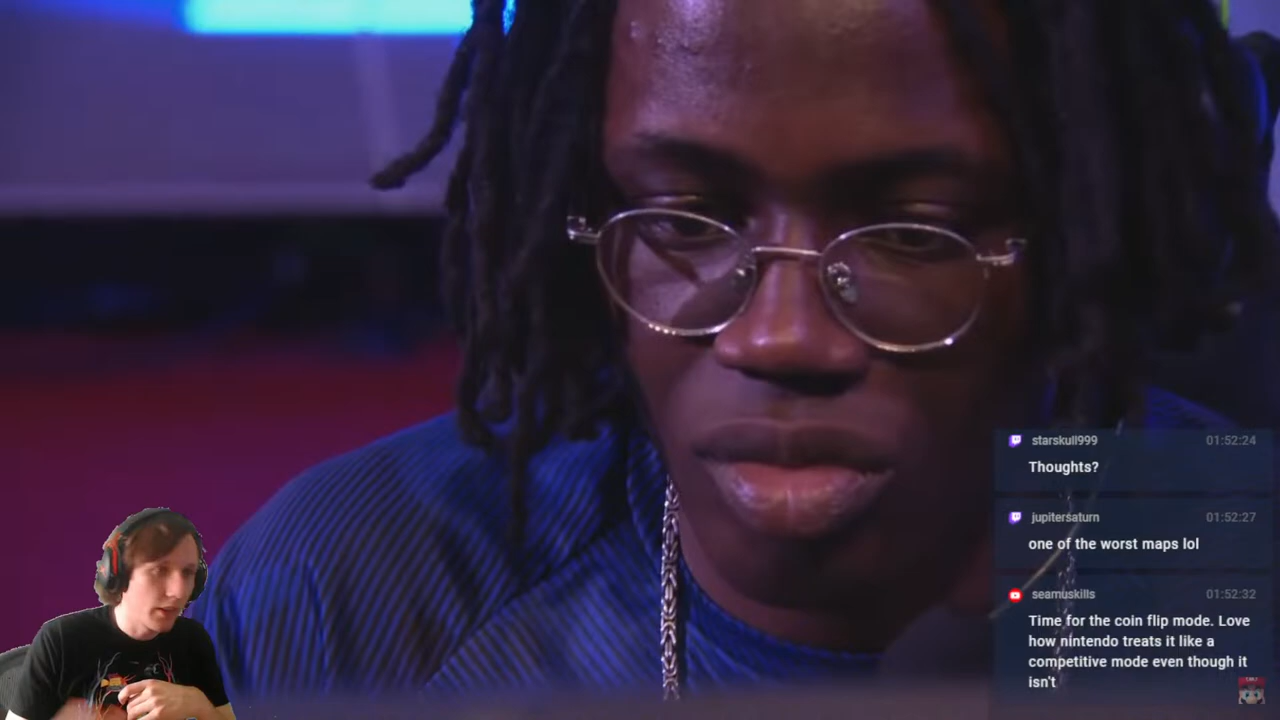 starskull999 01:52:24
Thoughts?
jupitersaturn 01:52:27
one of the worst maps lol
seamuskills 01:52:32
Time for the coin flip mode. Love
how nintendo treats it like a
competitive mode even though it
isn't